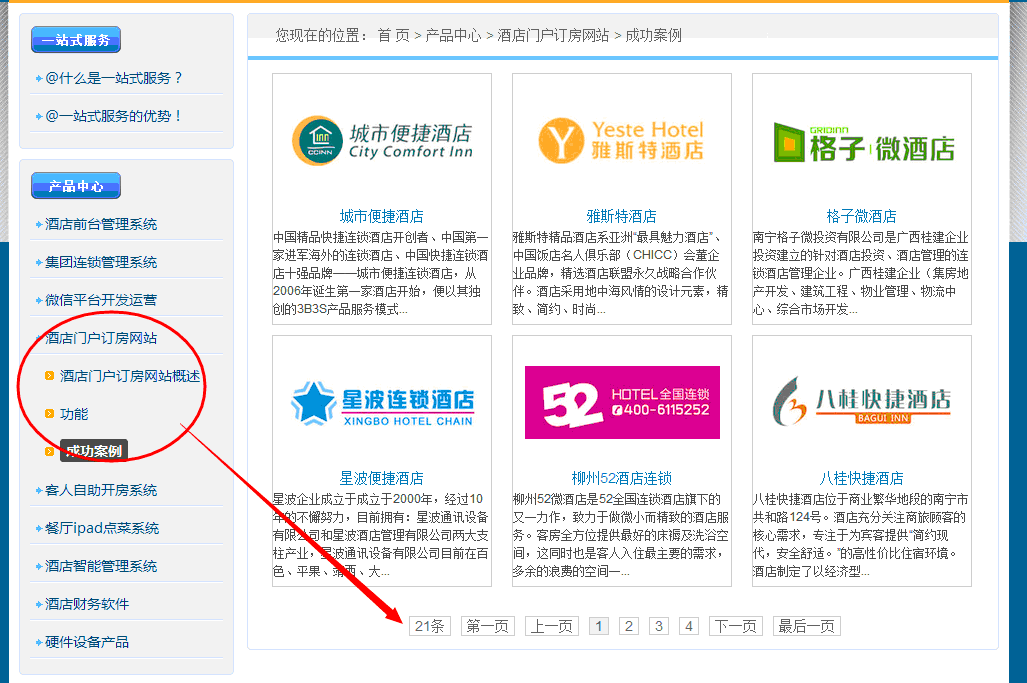 一站式服务
@什么是一站式服务？
@一站式服务的优势！
产品中心
酒店前台管理系统
集团连锁管理系统
微信平台开发运营
酒店门户订房网站
酒店门户订房网站概述
功能
成功案例
客人自助开房系统
餐厅ipad点菜系统
酒店智能管理系统
酒店财务软件
硬件设备产品
您现在的位置： 首 页 > 产品中心 > 酒店门户订房网站 > 成功案例
CCINN
inn
城市便捷酒店
City Comfort Inn
城市便捷酒店
中国精品快捷连锁酒店开创者、中国第一
家进军海外的连锁酒店、中国快捷连锁酒
店十强品牌——城市便捷酒店，从
2006年诞生第一家酒店开始，便以其独
创的3B3S产品服务模式...
Yeste Hotel
雅斯特酒店
雅斯特酒店
雅斯特精品酒店系亚洲“最具魅力酒店”、
中国饭店名人俱乐部（CHICC）会董企
业品牌，精选酒店联盟永久战略合作伙
伴。酒店采用地中海风情的设计元素，精
致、简约、时尚...
GRIDINN
格子微酒店
格子微酒店
南宁格子微投资有限公司是广西桂建企业
投资建立的针对酒店投资、酒店管理的连
锁酒店管理企业。广西桂建企业（集房地
产开发、建筑工程、物业管理、物流中
心、综合市场开发...
星波连锁酒店
XINGBO HOTEL CHAIN
星波便捷酒店
星波企业成立于成立于2000年，经过10
年的不懈努力，目前拥有：星波通讯设备
有限公司和星波酒店管理有限公司两大支
柱产业，星波通讯设备有限公司目前在百
色、平果、靖西、大...
52
HOTEL全国连锁
400-6115252
柳州52酒店连锁
柳州52微酒店是52全国连锁酒店旗下的
又一力作，致力于做微小而精致的酒店服
务。客房全方位提供最好的床褥及洗浴空
间，这同时也是客人入住最主要的需求，
多余的浪费的空间一...
八桂快捷酒店
BAGUI INN
八桂快捷酒店
八桂快捷酒店位于商业繁华地段的南宁市
共和路124号。酒店充分关注商旅顾客的
核心需求，专注于为宾客提供“简约现
代，安全舒适。”的高性价比住宿环境。
酒店制定了以经济型...
21条 第一页 上一页 1 2 3 4 下一页 最后一页